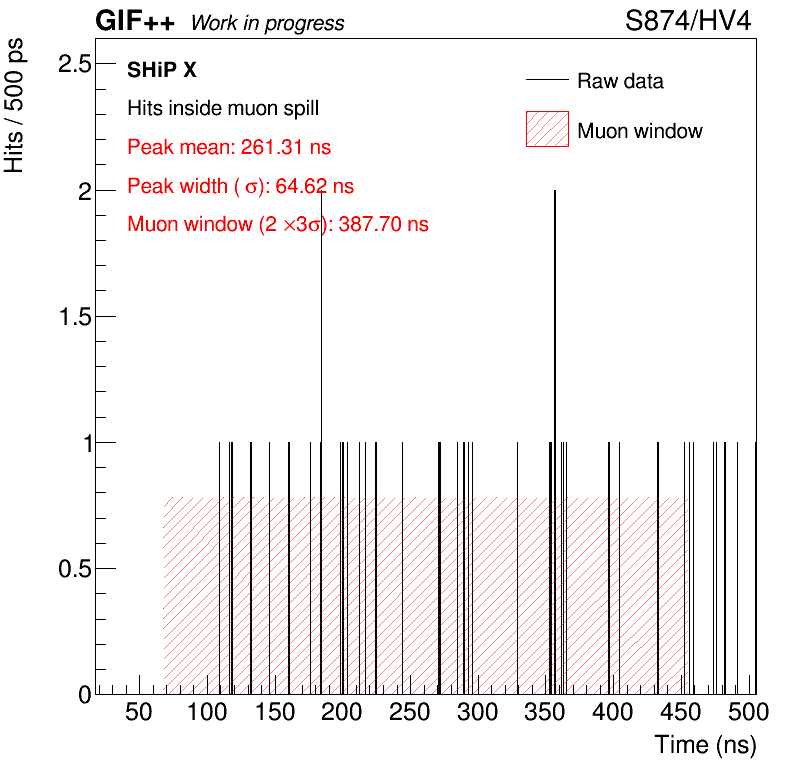 GIF++ Work in progress S874/HV4
SHiP X
Hits inside muon spill
Peak mean: 261.31 ns
Peak width ( σ): 64.62 ns
Muon window (2 ×3σ): 387.70 ns
Raw data
Muon window
Hits / 500 ps
2.5
2
1.5
1
0.5
0
50 100 150 200 250 300 350 400 450 500
Time (ns)